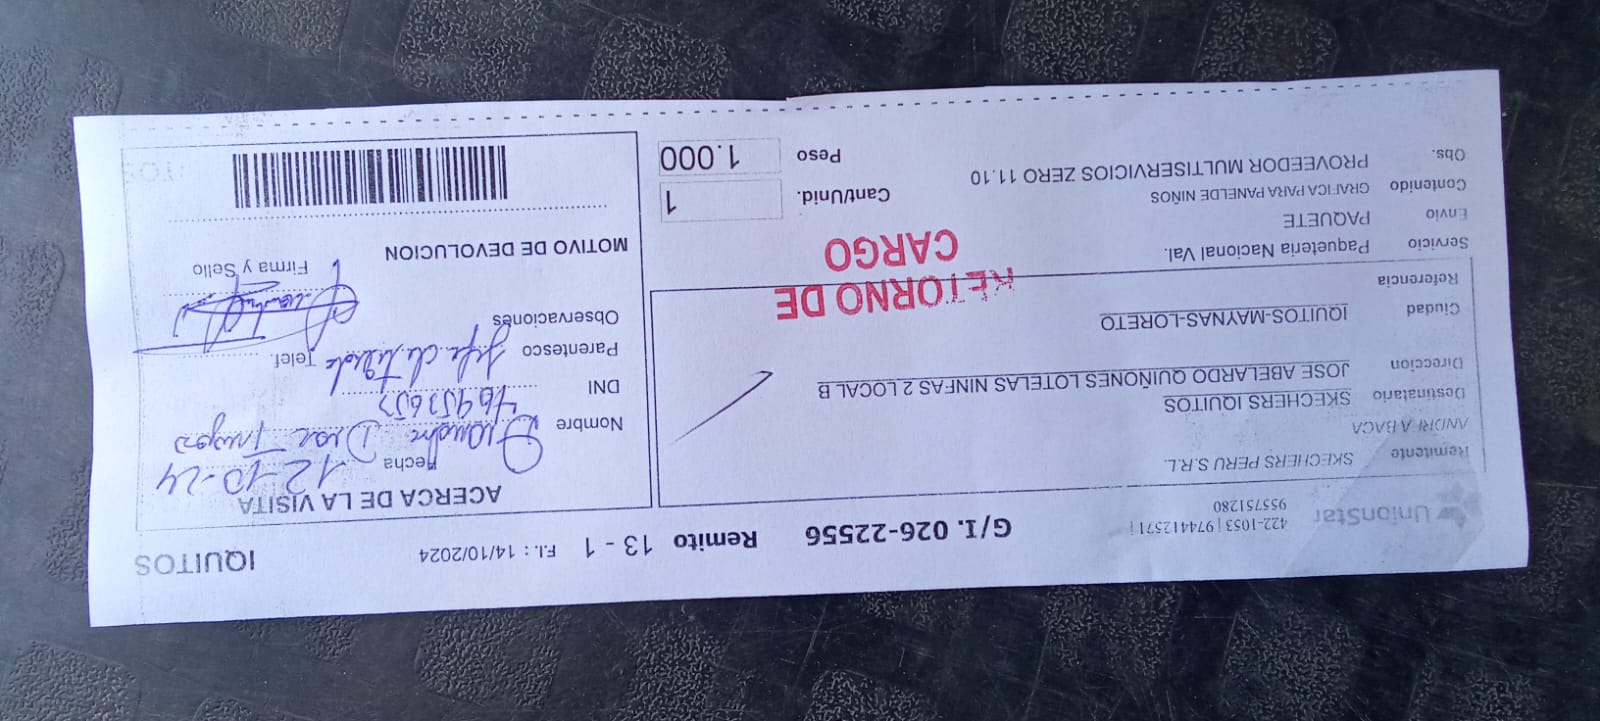 UnionStar
422-1053 | 974412571 |
955751280
G/I. 026-22556
Remito 13 - 1
F.I.: 14/10/2024
IQUITOS
Remitente SKECHERS PERU S.R.L.
ANDREA BACA
Destinatario SKECHERS IQUITOS
Direccion JOSE ABELARDO QUIÑONES LOTELAS NINFAS 2 LOCAL B
Ciudad IQUITOS-MAYNAS-LORETO
Referencia
RETORNO DE
CARGO
Servicio Paqueteria Nacional Val.
Envio PAQUETE
Contenido GRAFICA PARA PANELDE NIÑOS
Obs. PROVEEDOR MULTISERVICIOS ZERO 11.10
Cant/Unid. 1
Peso 1.000
ACERCA DE LA VISITA
Fecha 12-10-24
Nombre Diaz
DNI
Parentesco Jefe de tienda Telef.
Observaciones
Firma y Sello
MOTIVO DE DEVOLUCION